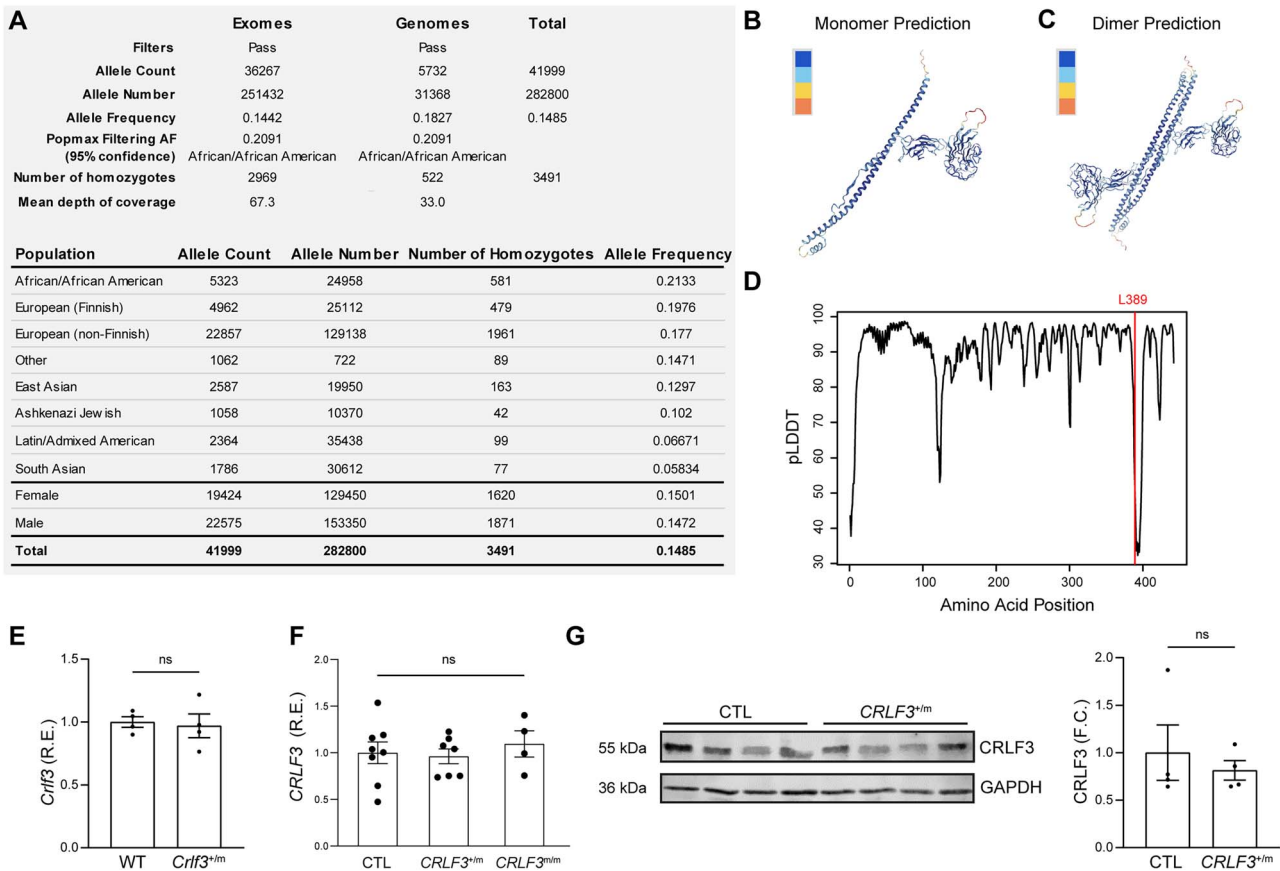 A
Exomes Genomes Total
Filters Pass Pass
Allele Count 36267 5732 41999
Allele Number 251432 31368 282800
Allele Frequency 0.1442 0.1827 0.1485
Popmax Filtering AF 0.2091 0.2091
(95% confidence) African/African American African/African American
Number of homozygotes 2969 522 3491
Mean depth of coverage 67.3 33.0
Population Allele Count Allele Number Number of Homozygotes Allele Frequency
African/African American 5323 24958 581 0.2133
European (Finnish) 4962 25112 479 0.1976
European (non-Finnish) 22857 129138 1961 0.177
Other 1062 722 89 0.1471
East Asian 2587 19950 163 0.1297
Ashkenazi Jewish 1058 10370 42 0.102
Latin/Admixed American 2364 35438 99 0.06671
South Asian 1786 30612 77 0.05834
Female 19424 129450 1620 0.1501
Male 22575 153350 1871 0.1472
Total 41999 282800 3491 0.1485
B Monomer Prediction
C Dimer Prediction
D
L389
pLDDT
100
90
80
70
60
50
40
30
0 100 200 300 400
Amino Acid Position
E
Crlf3 (R.E.)
1.5
1.0
0.5
0.0
ns
WT Crlf3+/m
F
CRLF3 (R.E.)
2.0
1.5
1.0
0.5
0.0
ns
CTL CRLF3+/m CRLF3m/m
G
CTL CRLF3+/m
55 kDa CRLF3
36 kDa GAPDH
CRLF3 (F.C.)
2.0
1.5
1.0
0.5
0.0
ns
CTL CRLF3+/m